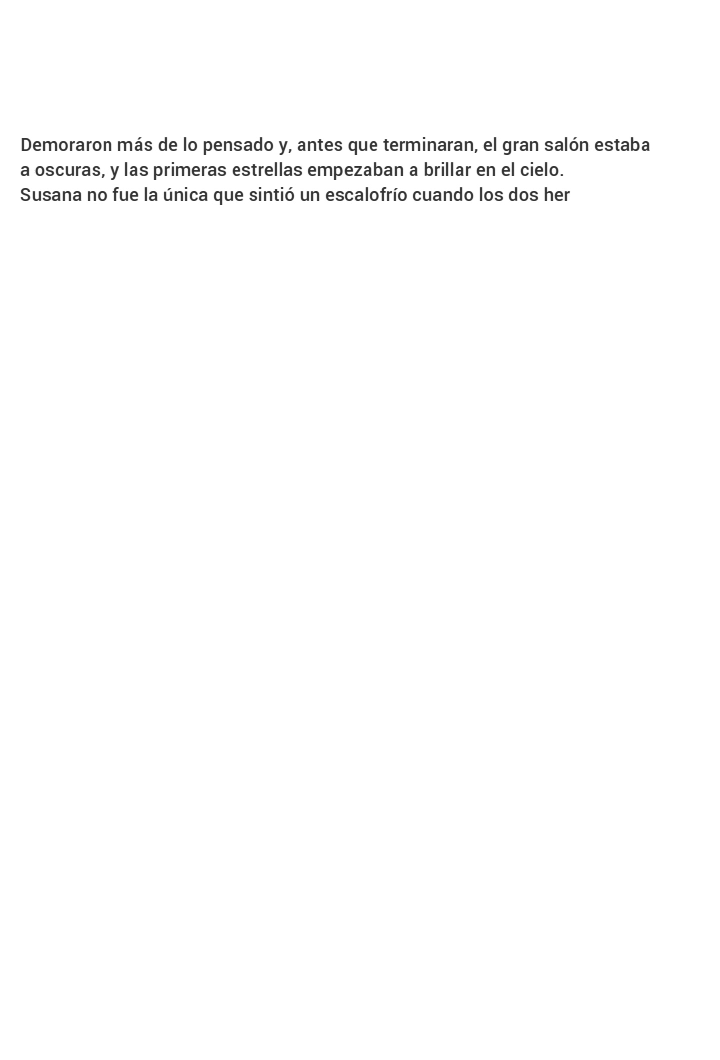 Demoraron más de lo pensado y, antes que terminaran, el gran salón estaba
a oscuras, y las primeras estrellas empezaban a brillar en el cielo.
Susana no fue la única que sintió un escalofrío cuando los dos her